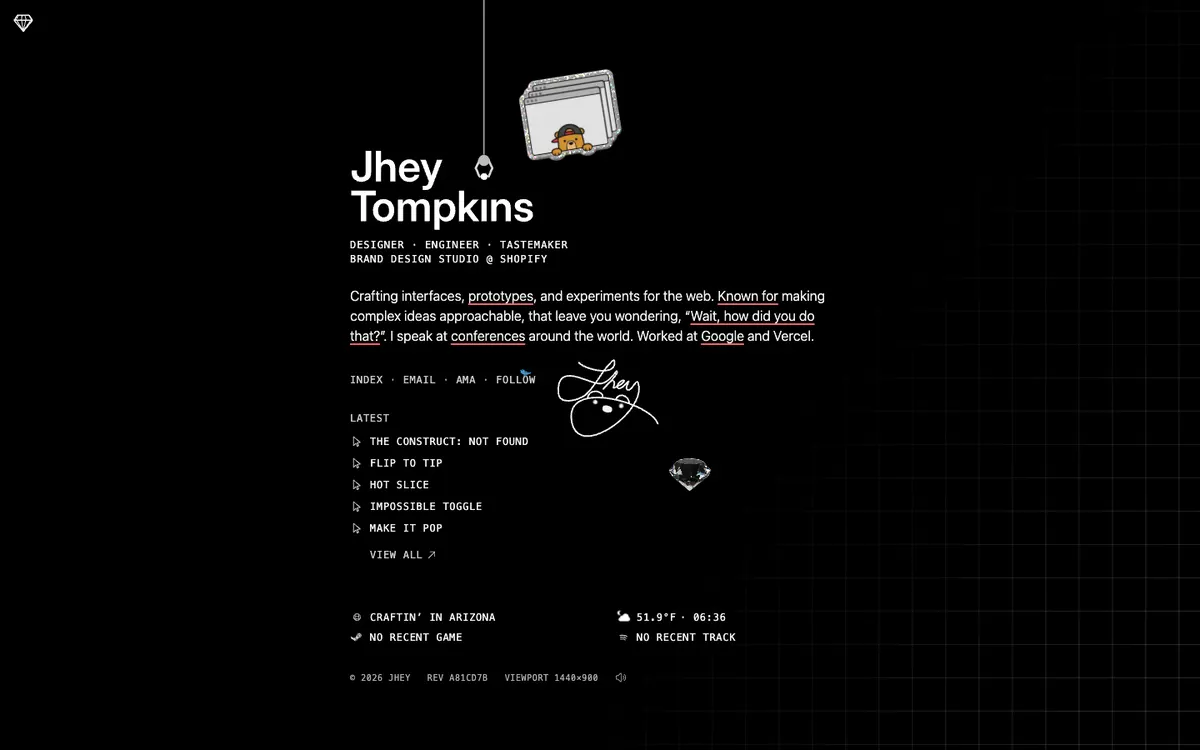 Jhey
Tompkıns
DESIGNER · ENGINEER · TASTEMAKER
BRAND DESIGN STUDIO @ SHOPIFY
Crafting interfaces, prototypes, and experiments for the web. Known for making
complex ideas approachable, that leave you wondering, “Wait, how did you do
that?”. I speak at conferences around the world. Worked at Google and Vercel.
INDEX · EMAIL · AMA · FOLLOW
Jhey
LATEST
THE CONSTRUCT: NOT FOUND
FLIP TO TIP
HOT SLICE
IMPOSSIBLE TOGGLE
MAKE IT POP
VIEW ALL ↗
CRAFTIN’ IN ARIZONA
51.9°F · 06:36
NO RECENT GAME
NO RECENT TRACK
© 2026 JHEY REV A81CD7B VIEWPORT 1440×900